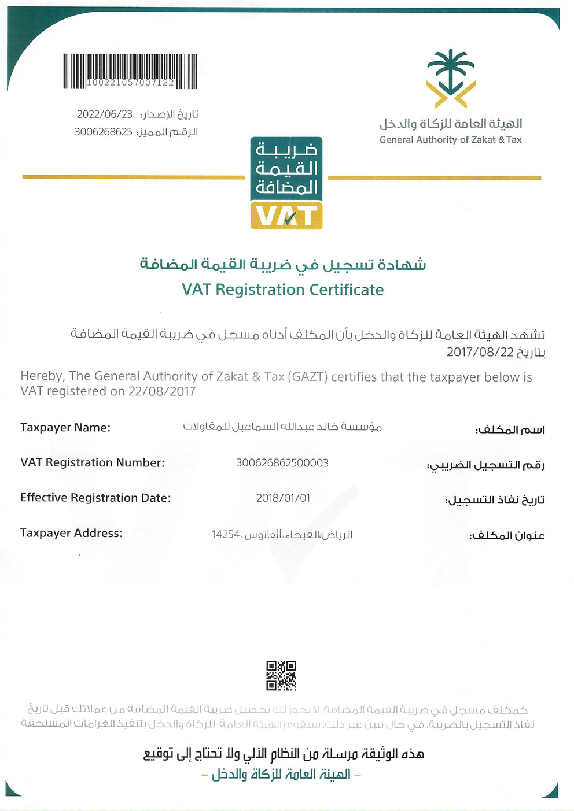 100221057007122
تاريخ الإصدار: 2022/06/23
الرقم المميز: 3006268625
الهيئة العامة للزكاة والدخل
General Authority of Zakat & Tax
ضريبة
القيمة
المضافة
VAT
شهادة تسجيل في ضريبة القيمة المضافة
VAT Registration Certificate
تشهد الهيئة العامة للزكاة والدخل بأن المكلف أدناه مسجل في ضريبة القيمة المضافة
بتاريخ 2017/08/22
Hereby, The General Authority of Zakat & Tax (GAZT) certifies that the taxpayer below is
VAT registered on 22/08/2017
Taxpayer Name: مؤسسة خالد عبدالله السماعيل للمقاولات اسم المكلف:
VAT Registration Number: 300626862500003 رقم التسجيل الضريبي:
Effective Registration Date: 2018/01/01 تاريخ نفاذ التسجيل:
Taxpayer Address: الرياض،الفيحاء،الفانوس ،14254 عنوان المكلف:
كمكلف مسجل في ضريبة القيمة المضافة، لا يجوز لك تحصيل ضريبة القيمة المضافة من عملائك قبل تاريخ
نفاذ التسجيل بالضريبة، في حال تبين غير ذلك، ستقوم الهيئة العامة للزكاة والدخل بتنفيذ الغرامات المستحقة
هذه الوثيقة مرسلة من النظام الآلي ولا تحتاج إلى توقيع
– الهيئة العامة للزكاة والدخل –